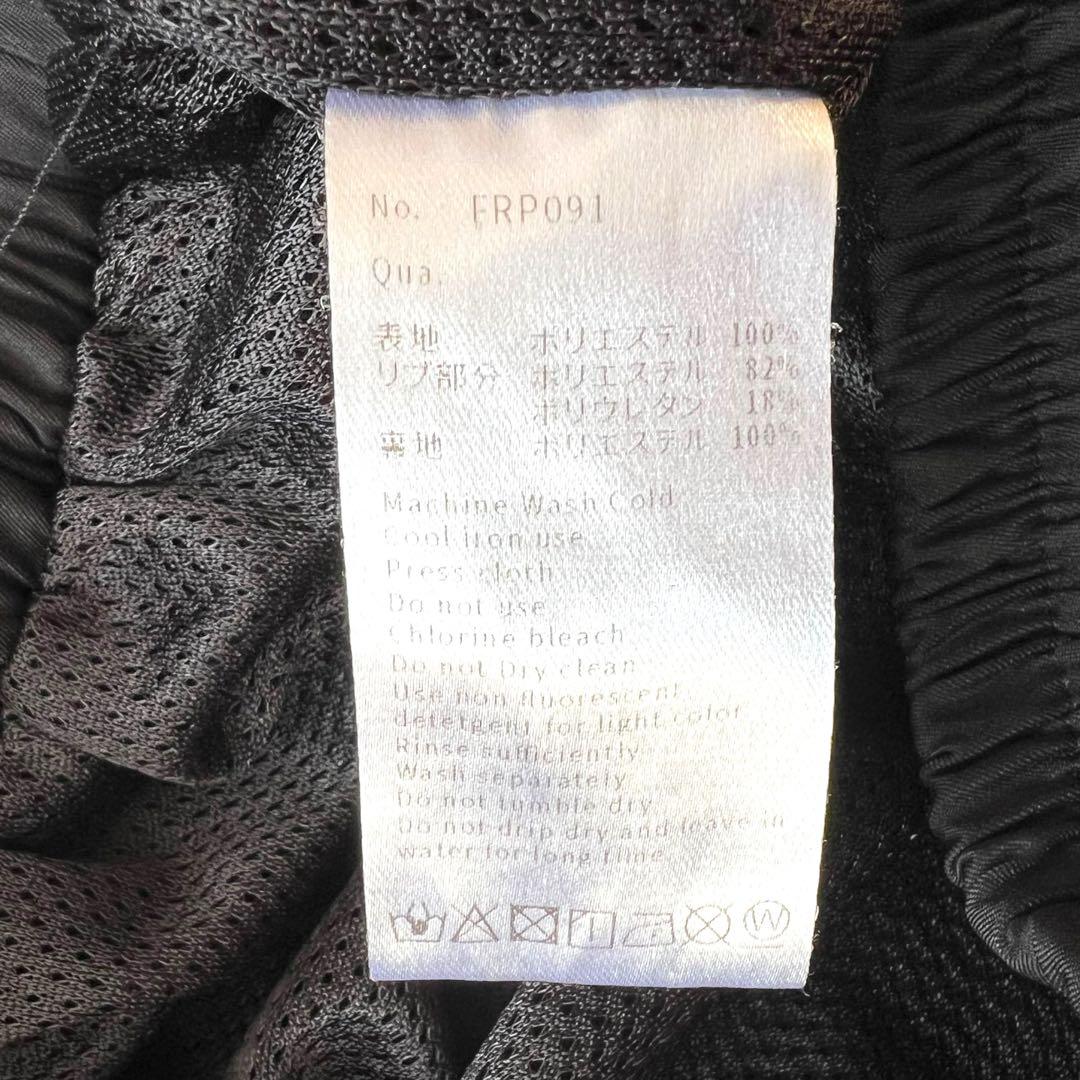 No. FRP091
Qua.
表地 ポリエステル 100%
リブ部分 ポリエステル 82%
ポリウレタン 18%
裏地 ポリエステル 100%
Machine Wash Cold
Cool iron use
Press cloth
Do not use
Chlorine bleach
Do not Dry clean
Use non fluorescent
detetgent for light color
Rinse sufficiently
Wash separately
Do not tumble dry
Do not drip dry and leave in
water for long time
W